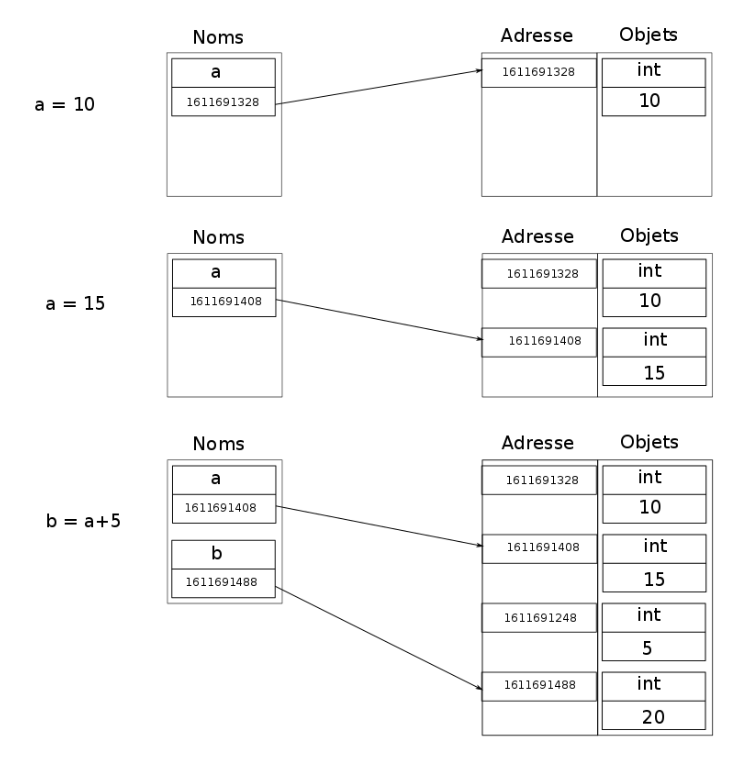 Noms Adresse Objets
a 1611691328 int
a = 10 1611691328 10
Noms Adresse Objets
a 1611691328 int
a = 15 1611691408 10
1611691408 int
15
Noms Adresse Objets
a 1611691328 int
1611691408 10
b = a+5
b 1611691408 int
1611691488 15
1611691248 int
5
1611691488 int
20